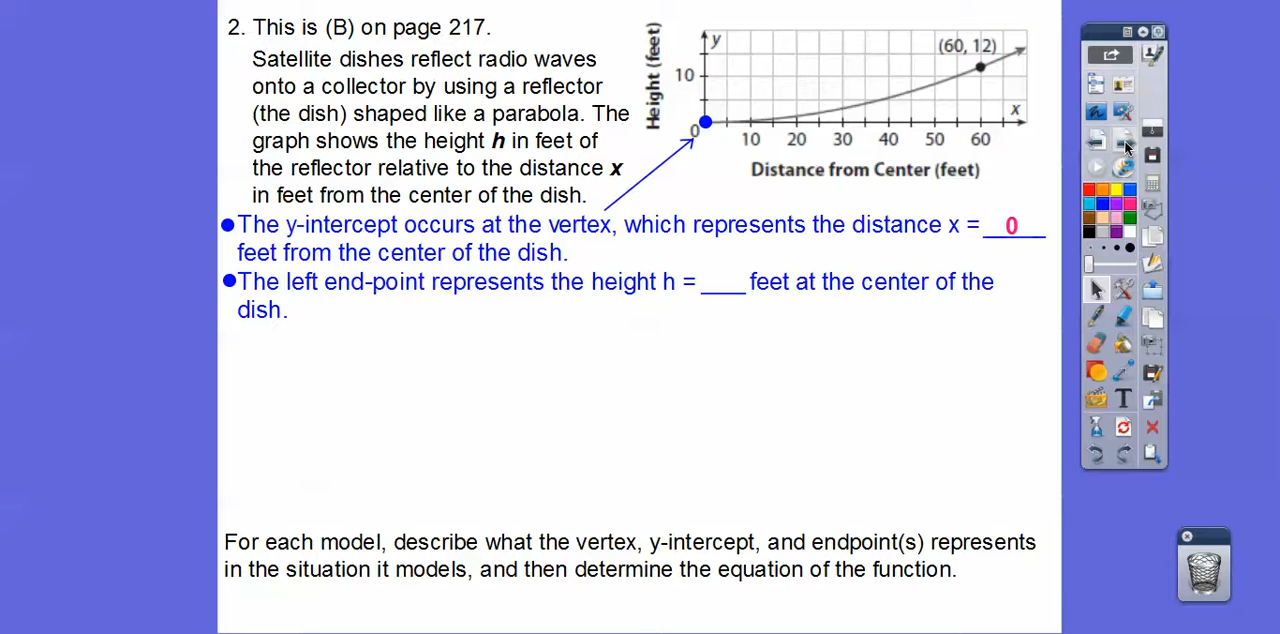 2. This is (B) on page 217.
Satellite dishes reflect radio waves
onto a collector by using a reflector
(the dish) shaped like a parabola. The
graph shows the height h in feet of
the reflector relative to the distance x
in feet from the center of the dish.
Height (feet)
y
(60, 12)
10
x
0
10 20 30 40 50 60
Distance from Center (feet)
●The y-intercept occurs at the vertex, which represents the distance x = __0__
feet from the center of the dish.
●The left end-point represents the height h = ____ feet at the center of the
dish.
For each model, describe what the vertex, y-intercept, and endpoint(s) represents
in the situation it models, and then determine the equation of the function.
T